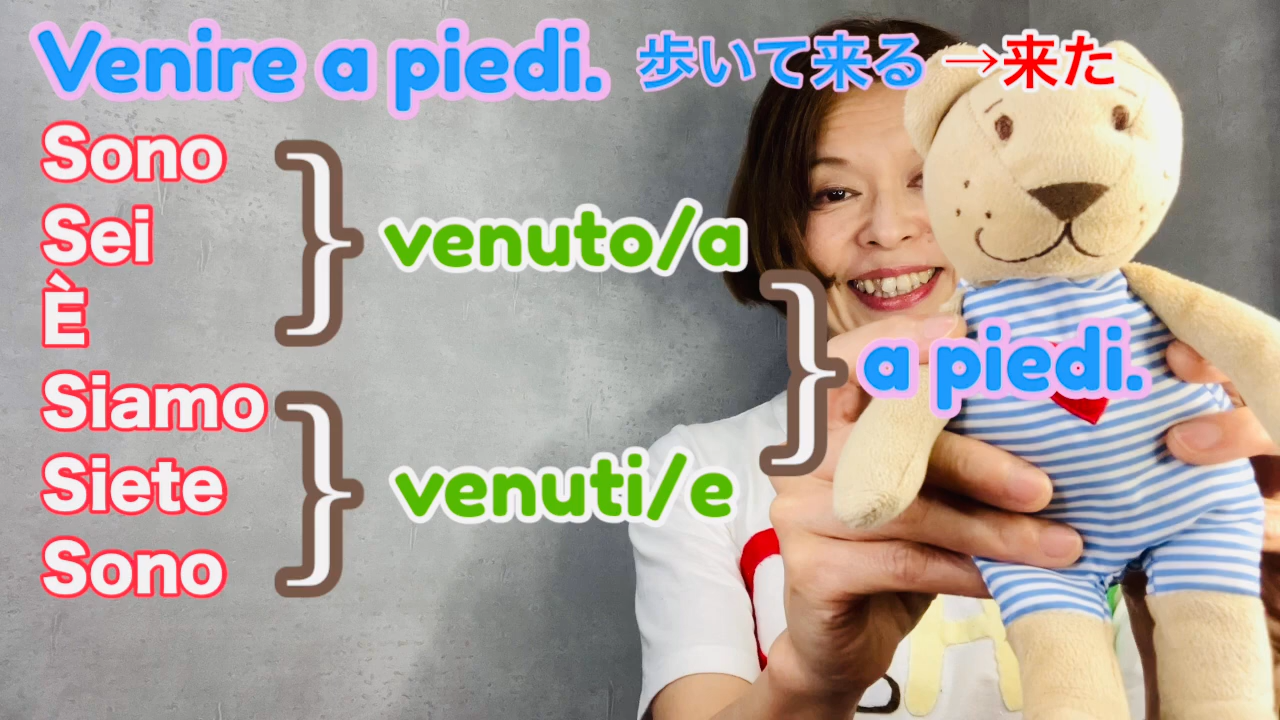 Venire a piedi. 歩いて来る →来た
Sono
Sei
È
venuto/a
Siamo
Siete
Sono
venuti/e
a piedi.